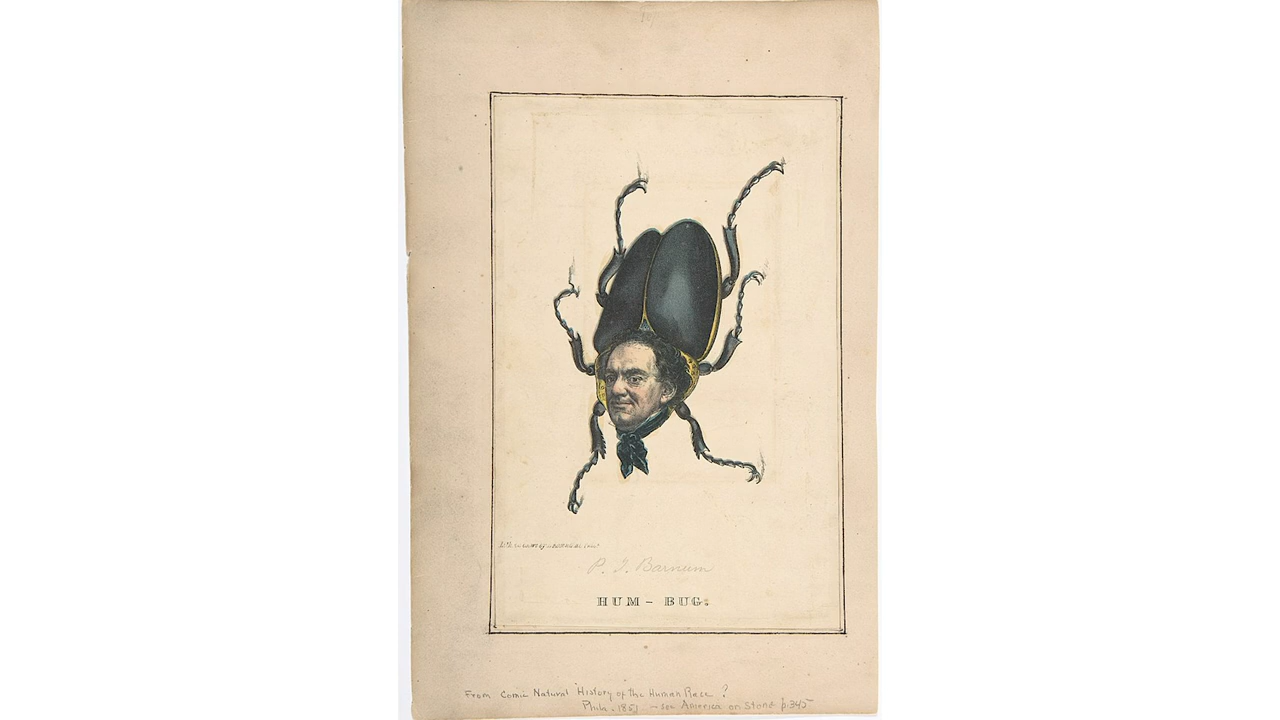 P. T. Barnum
HUM – BUG.
From Comic Natural History of the Human Race ?
Phila. 1851 – see America on Stone p. 345